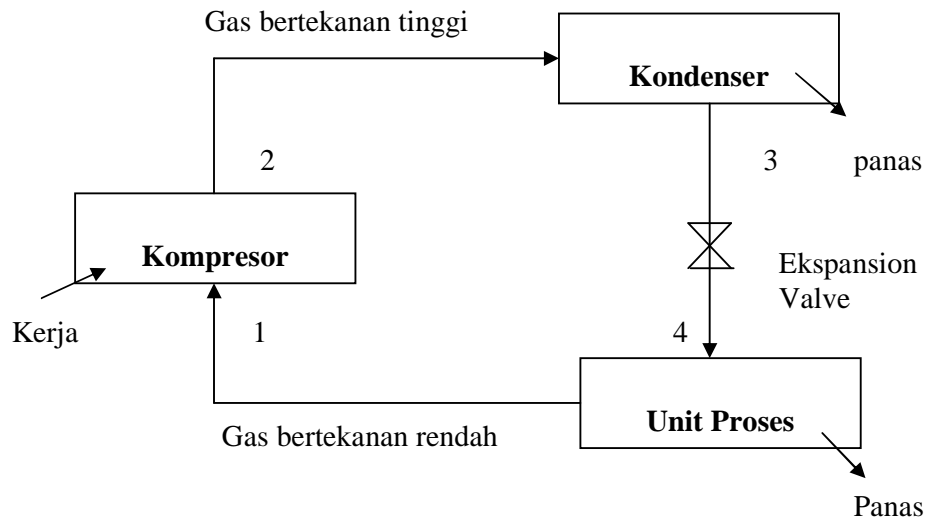 Gas bertekanan tinggi
Kondenser
2
3
panas
Kompresor
Ekspansion
Valve
Kerja
1
4
Unit Proses
Gas bertekanan rendah
Panas